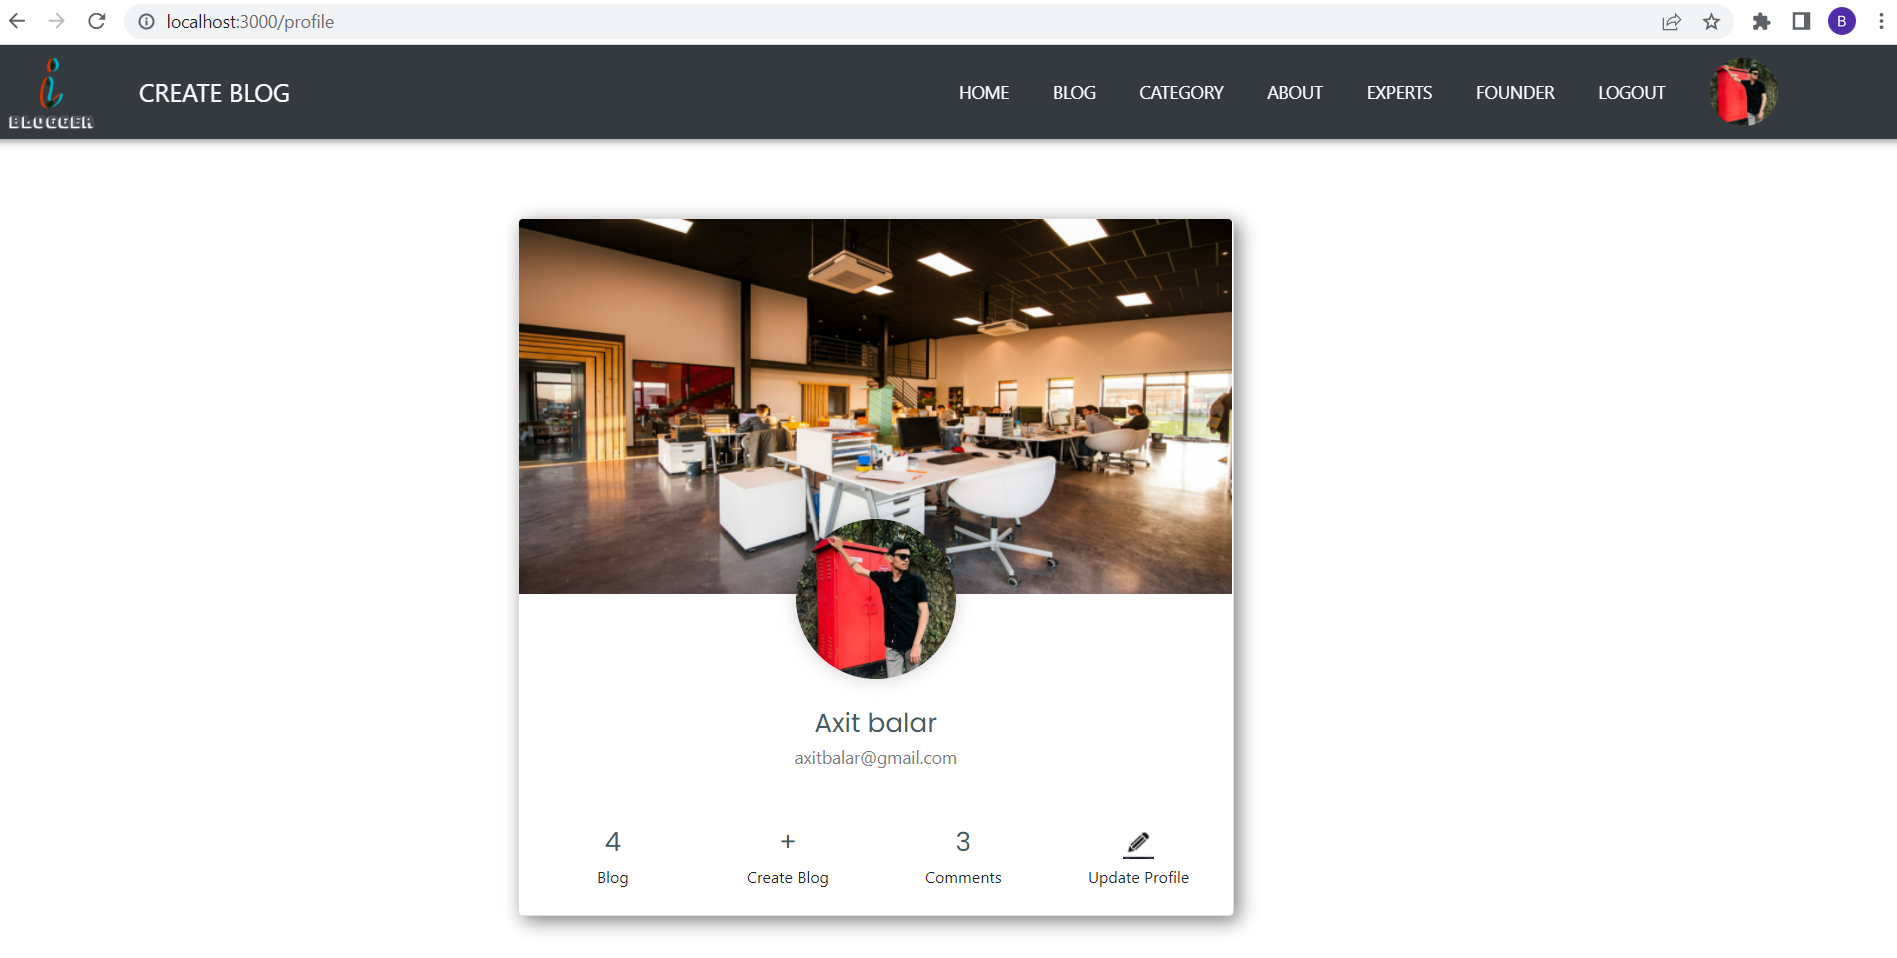 localhost:3000/profile
B
BLOGGER
CREATE BLOG
HOME BLOG CATEGORY ABOUT EXPERTS FOUNDER LOGOUT
Axit balar
axitbalar@gmail.com
4 + 3
Blog Create Blog Comments Update Profile